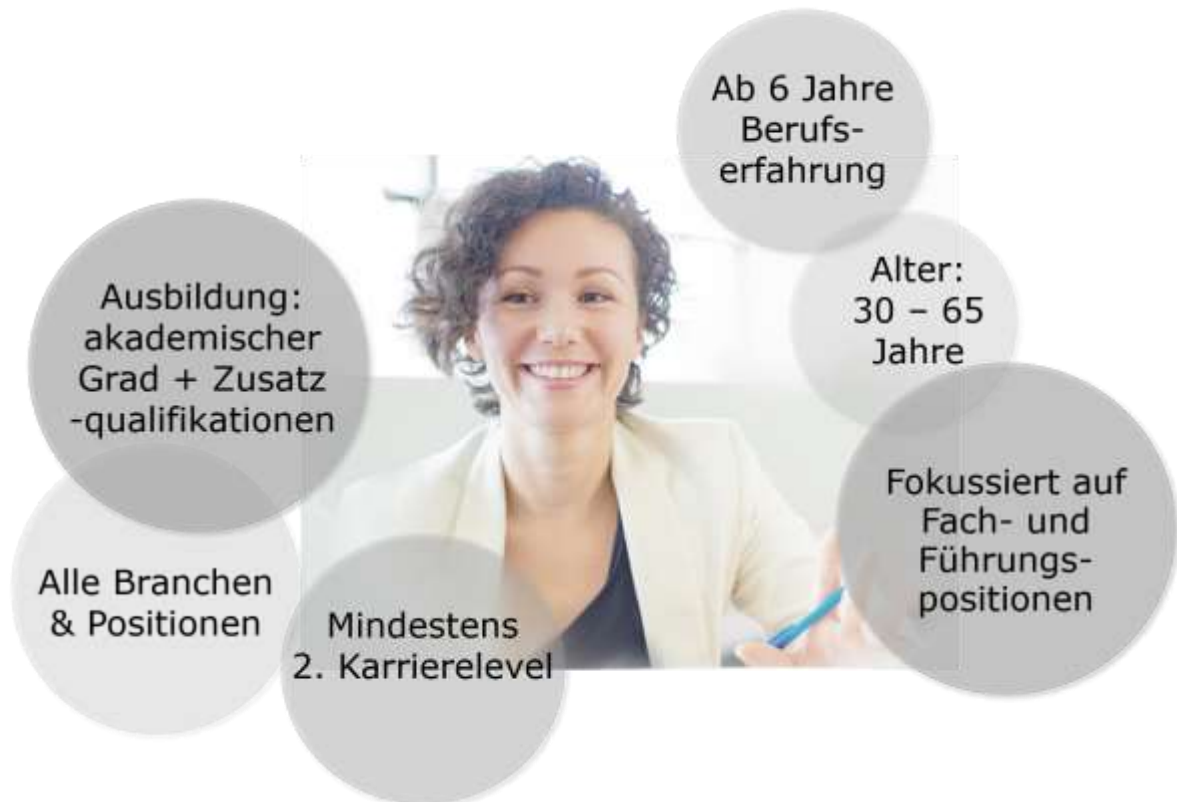 Ab 6 Jahre
Berufs-
erfahrung
Alter:
30 – 65
Jahre
Ausbildung:
akademischer
Grad + Zusatz
-qualifikationen
Fokussiert auf
Fach- und
Führungs-
positionen
Alle Branchen
& Positionen
Mindestens
2. Karrierelevel